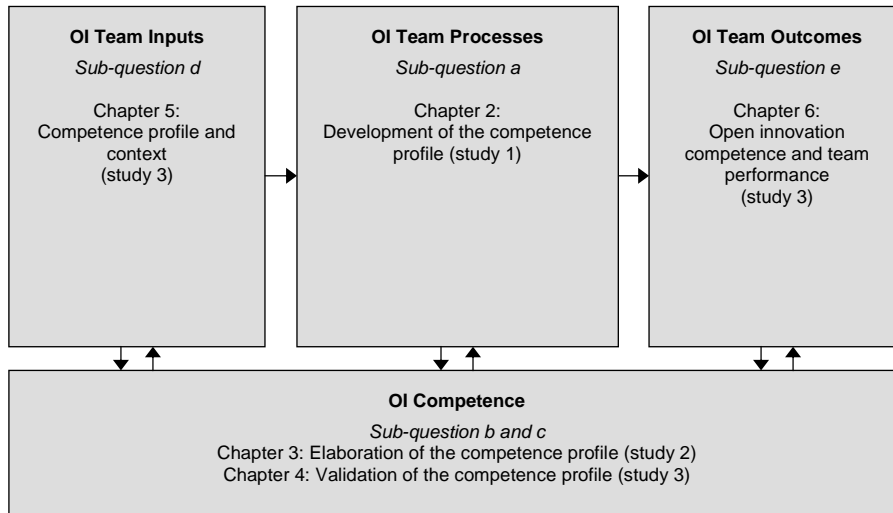 OI Team Inputs
Sub-question d
Chapter 5:
Competence profile and
context
(study 3)
OI Team Processes
Sub-question a
Chapter 2:
Development of the competence
profile (study 1)
OI Team Outcomes
Sub-question e
Chapter 6:
Open innovation
competence and team
performance
(study 3)
OI Competence
Sub-question b and c
Chapter 3: Elaboration of the competence profile (study 2)
Chapter 4: Validation of the competence profile (study 3)